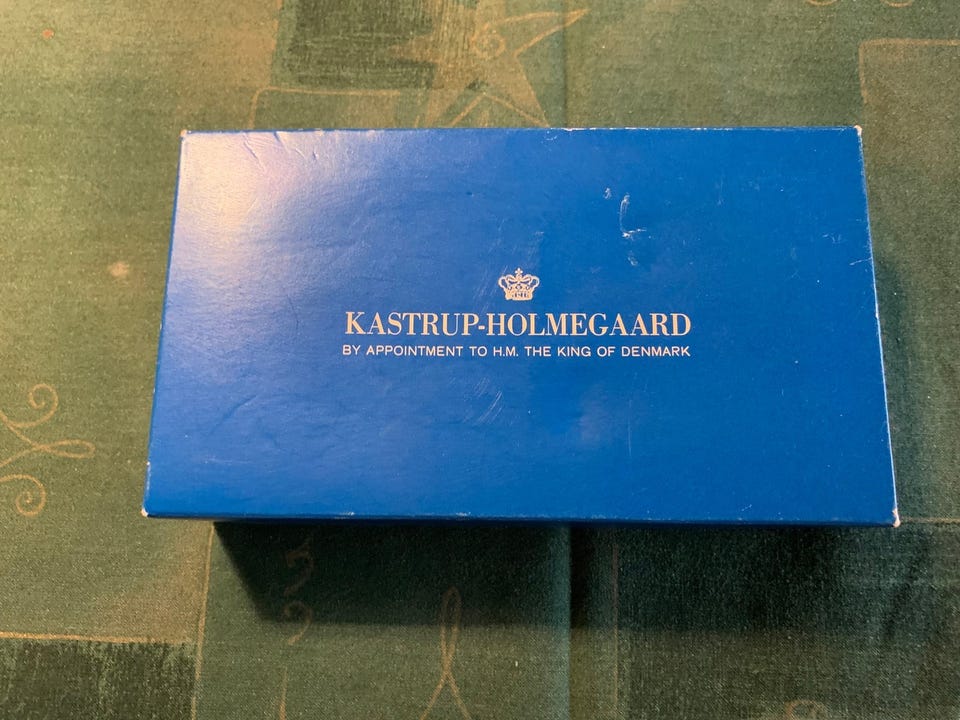 KASTRUP-HOLMEGAARD
BY APPOINTMENT TO H.M. THE KING OF DENMARK